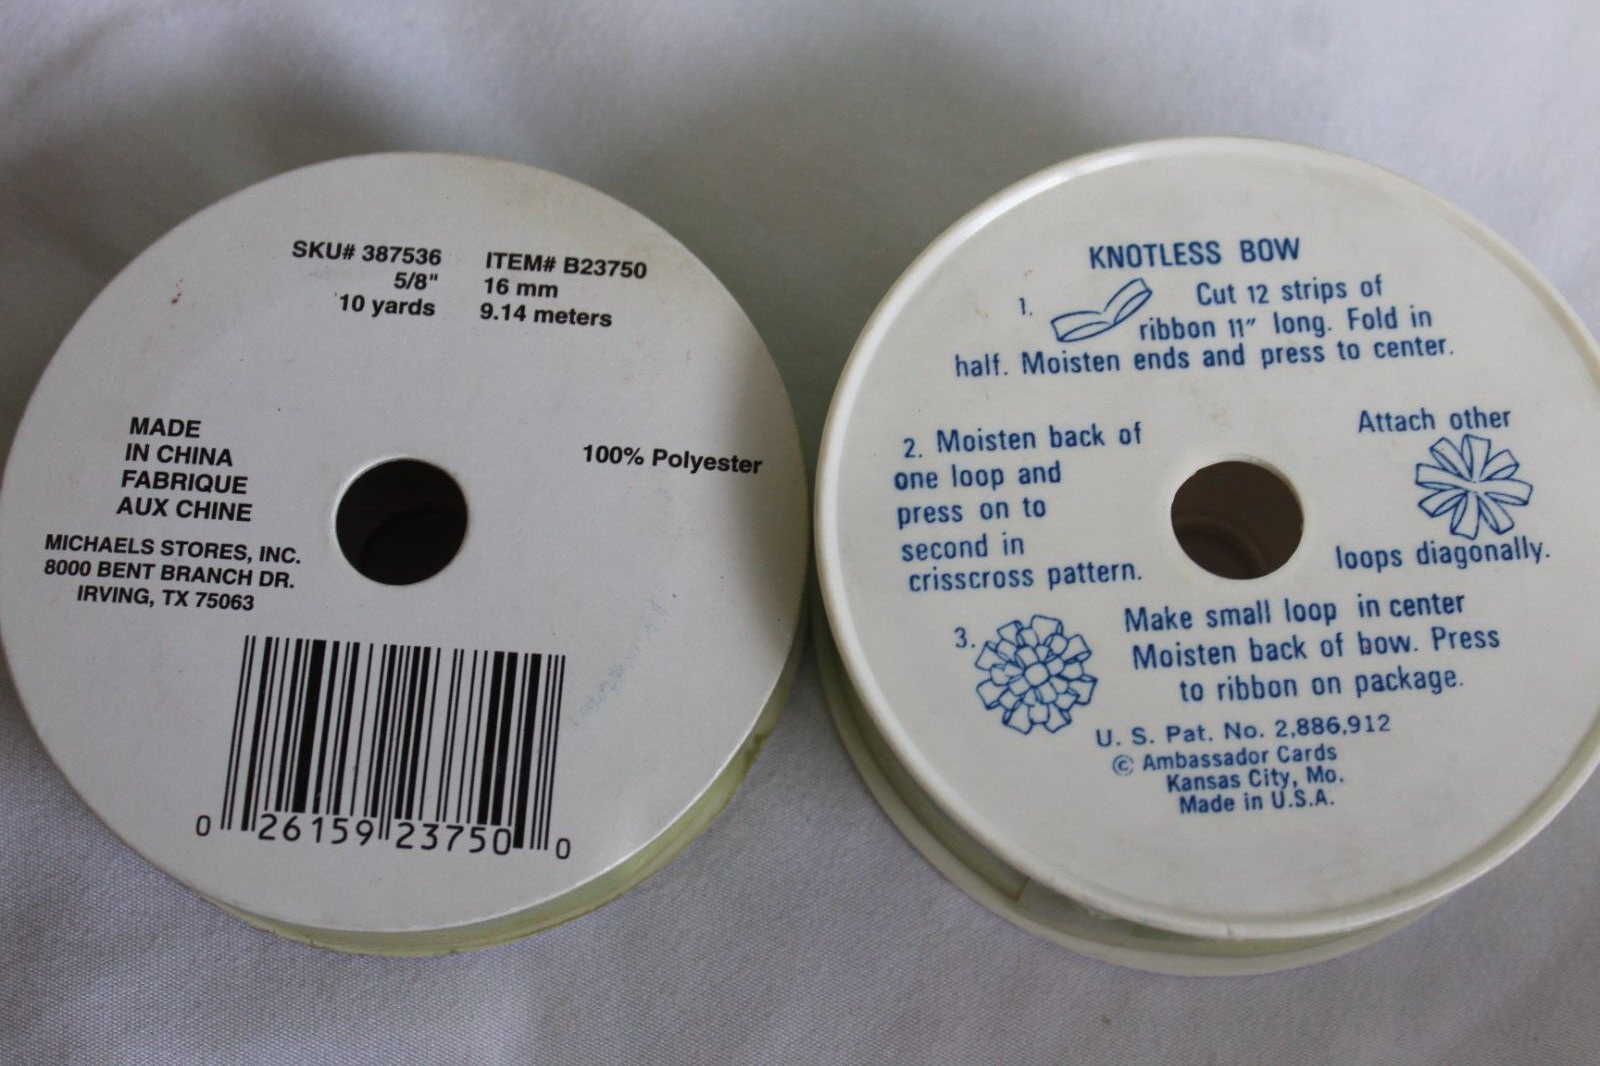 SKU# 387536 ITEM# B23750
5/8" 16 mm
10 yards 9.14 meters
MADE
IN CHINA
FABRIQUE
AUX CHINE
100% Polyester
MICHAELS STORES, INC.
8000 BENT BRANCH DR.
IRVING, TX 75063
0 26159 23750 0
KNOTLESS BOW
1. Cut 12 strips of
ribbon 11" long. Fold in
half. Moisten ends and press to center.
2. Moisten back of
one loop and
press on to
second in
crisscross pattern.
Attach other
loops diagonally.
3. Make small loop in center
Moisten back of bow. Press
to ribbon on package.
U. S. Pat. No. 2,886,912
© Ambassador Cards
Kansas City, Mo.
Made in U.S.A.